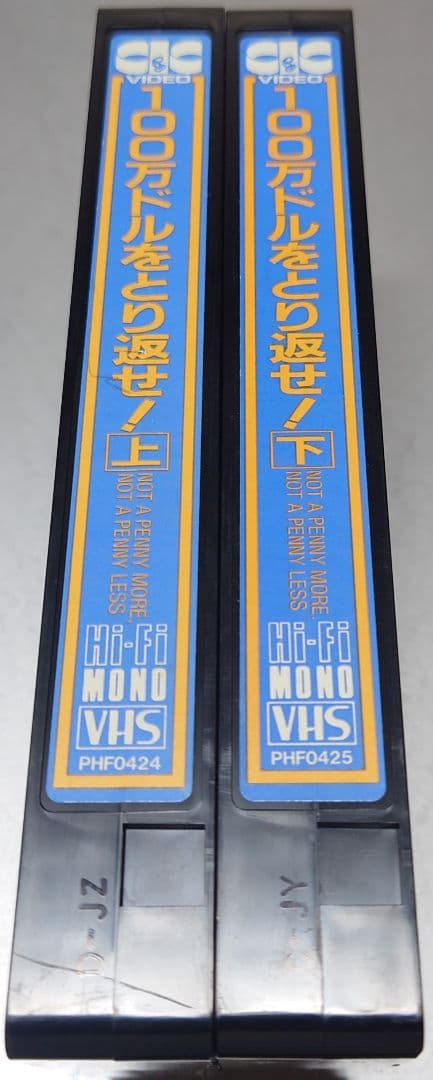 CIC
VIDEO
100万ドルをとり返せ!
上
NOT A PENNY MORE,
NOT A PENNY LESS
Hi-Fi
MONO
VHS
PHF0424
D-JZ
CIC
VIDEO
100万ドルをとり返せ!
下
NOT A PENNY MORE,
NOT A PENNY LESS
Hi-Fi
MONO
VHS
PHF0425
JY